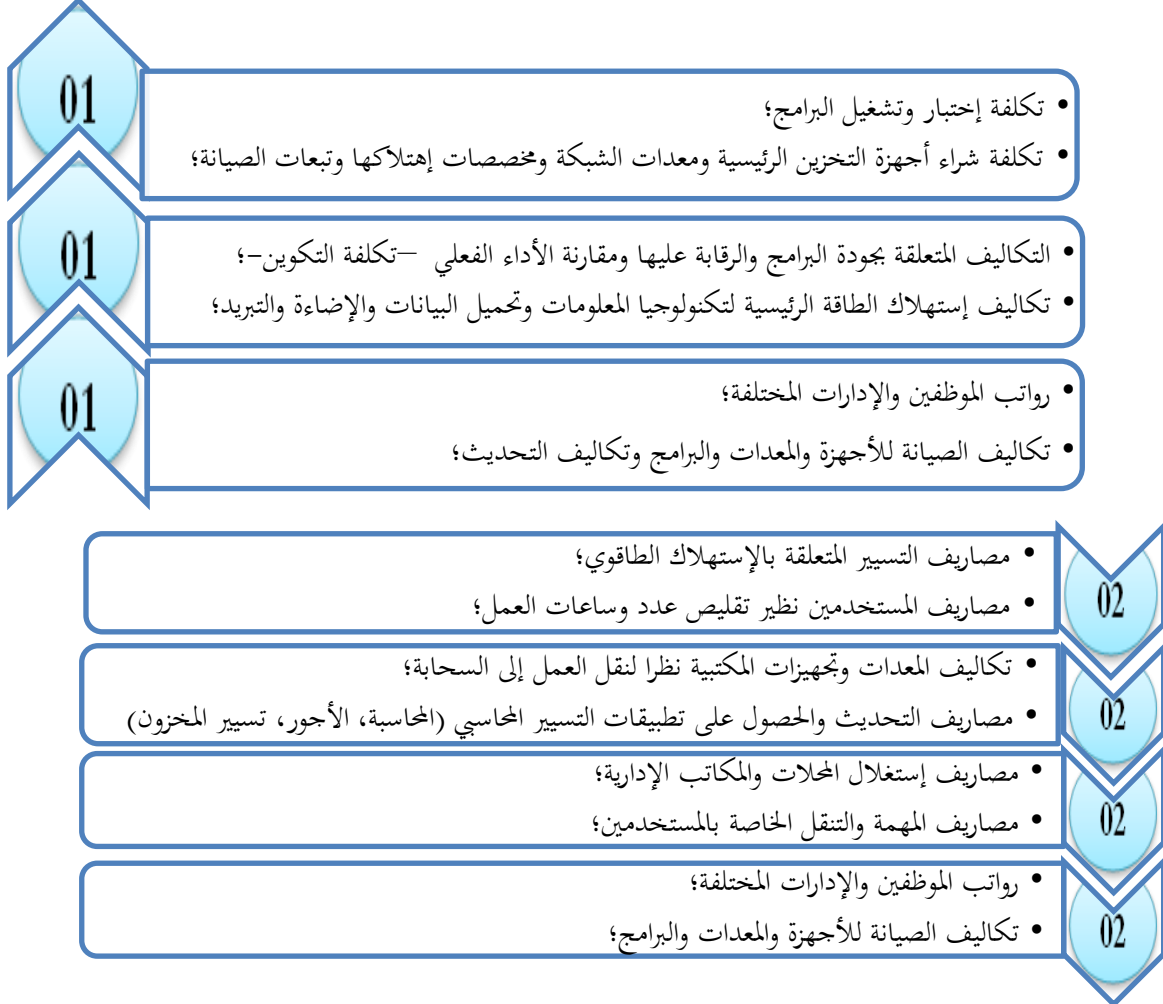 01
• تكلفة إختبار وتشغيل البرامج؛
• تكلفة شراء أجهزة التخزين الرئيسية ومعدات الشبكة ومخصصات إهتلاكها وتبعات الصيانة؛
01
• التكاليف المتعلقة بجودة البرامج والرقابة عليها ومقارنة الأداء الفعلي –تكلفة التكوين-؛
• تكاليف إستهلاك الطاقة الرئيسية لتكنولوجيا المعلومات وتحميل البيانات والإضاءة والتبريد؛
01
• رواتب الموظفين والإدارات المختلفة؛
• تكاليف الصيانة للأجهزة والمعدات والبرامج وتكاليف التحديث؛
02
• مصاريف التسيير المتعلقة بالإستهلاك الطاقوي؛
• مصاريف المستخدمين نظير تقليص عدد وساعات العمل؛
02
• تكاليف المعدات وتجهيزات المكتبية نظرا لنقل العمل إلى السحابة؛
• مصاريف التحديث والحصول على تطبيقات التسيير المحاسبي (المحاسبة، الأجور، تسيير المخزون)
02
• مصاريف إستغلال المحلات والمكاتب الإدارية؛
• مصاريف المهمة والتنقل الخاصة بالمستخدمين؛
02
• رواتب الموظفين والإدارات المختلفة؛
• تكاليف الصيانة للأجهزة والمعدات والبرامج؛